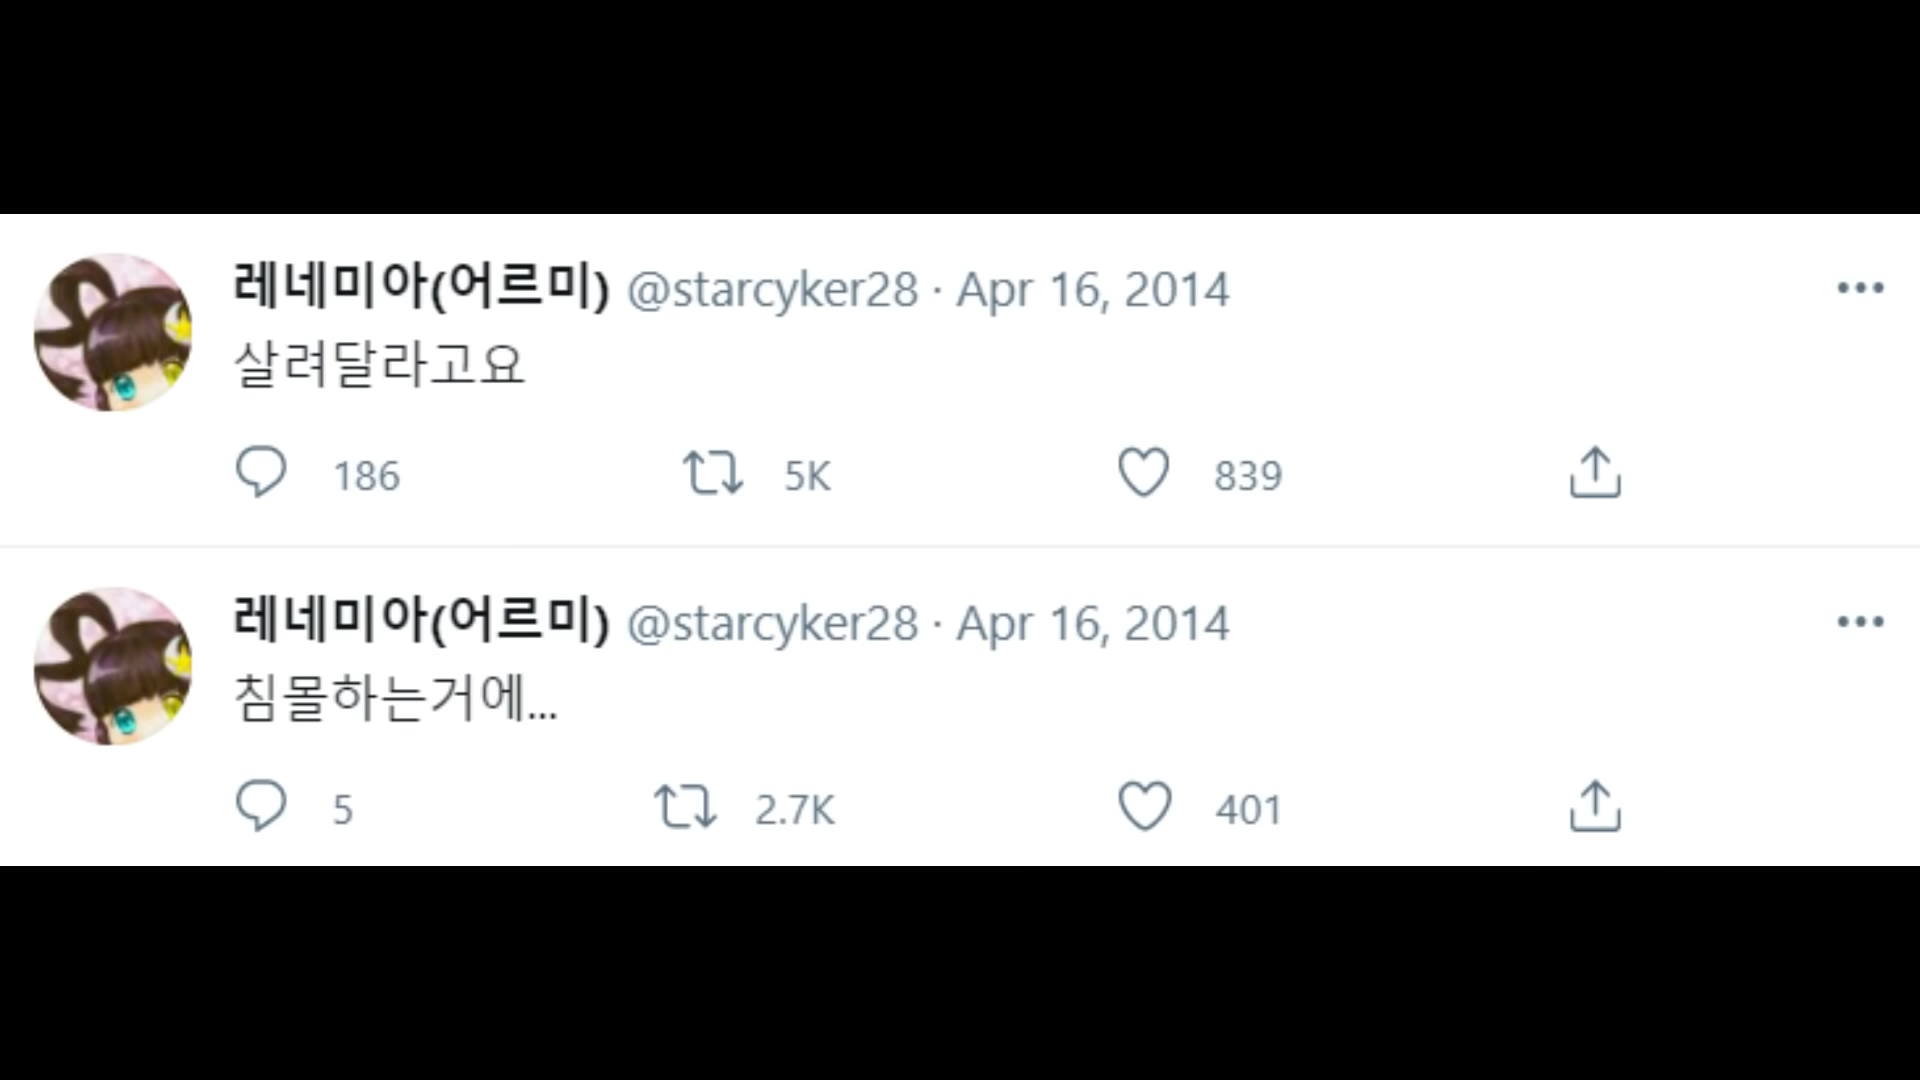 레네미아(어르미) @starcyker28 · Apr 16, 2014
살려달라고요
186 5K 839
레네미아(어르미) @starcyker28 · Apr 16, 2014
침몰하는거에...
5 2.7K 401